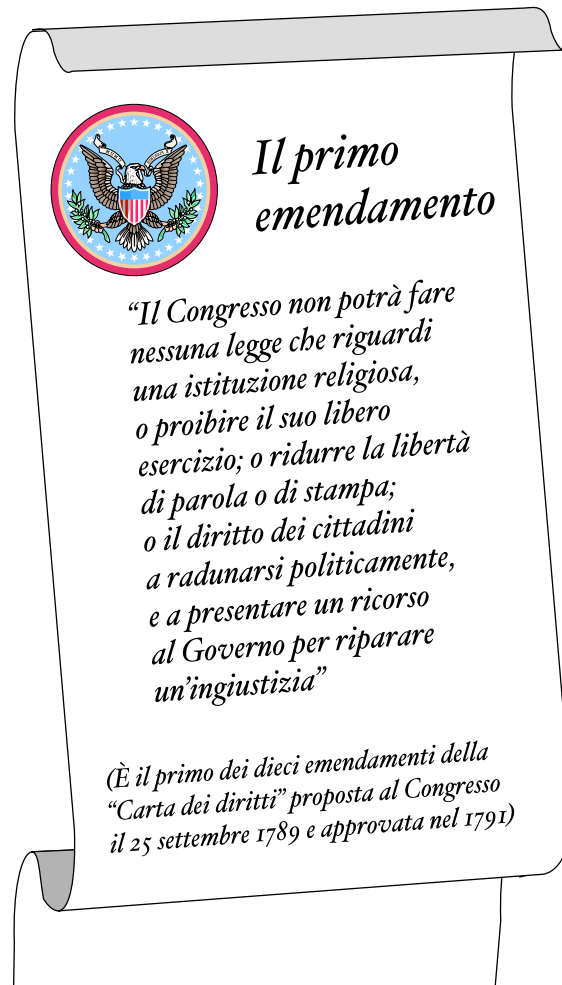 Il primo
emendamento
“Il Congresso non potrà fare
nessuna legge che riguardi
una istituzione religiosa,
o proibire il suo libero
esercizio; o ridurre la libertà
di parola o di stampa;
o il diritto dei cittadini
a radunarsi politicamente,
e a presentare un ricorso
al Governo per riparare
un’ingiustizia”
(È il primo dei dieci emendamenti della
“Carta dei diritti” proposta al Congresso
il 25 settembre 1789 e approvata nel 1791)